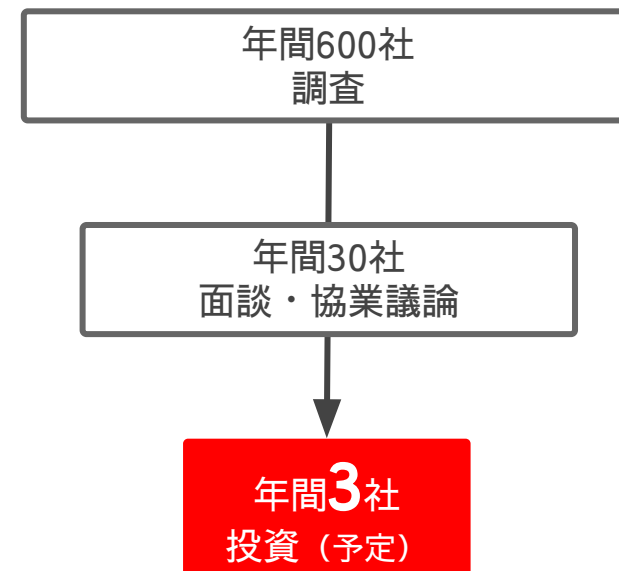 年間600社
調査
年間30社
面談・協業議論
年間3社
投資（予定）